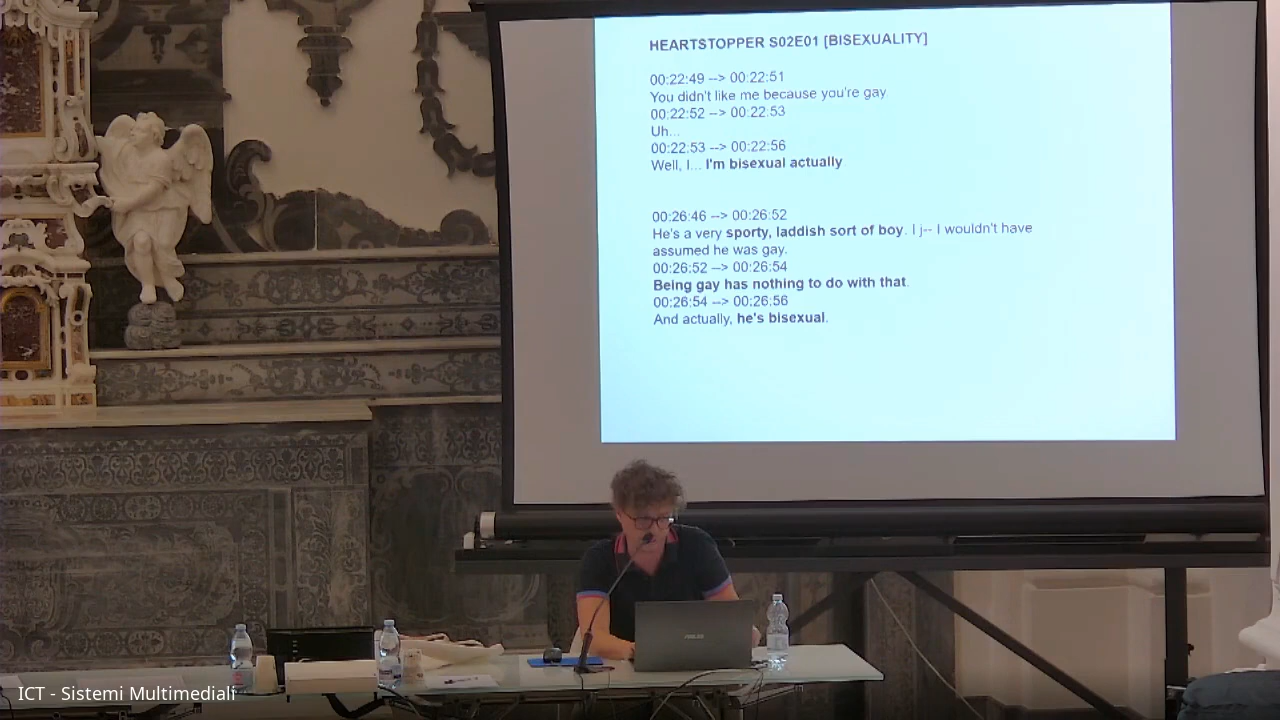 HEARTSTOPPER S02E01 [BISEXUALITY]
00:22:49 --> 00:22:51
You didn't like me because you're gay
00:22:52 --> 00:22:53
Uh...
00:22:53 --> 00:22:56
Well, I... I'm bisexual actually
00:26:46 --> 00:26:52
He's a very sporty, laddish sort of boy. I j-- I wouldn't have
assumed he was gay.
00:26:52 --> 00:26:54
Being gay has nothing to do with that.
00:26:54 --> 00:26:56
And actually, he's bisexual.
ASUS
ICT - Sistemi Multimediali